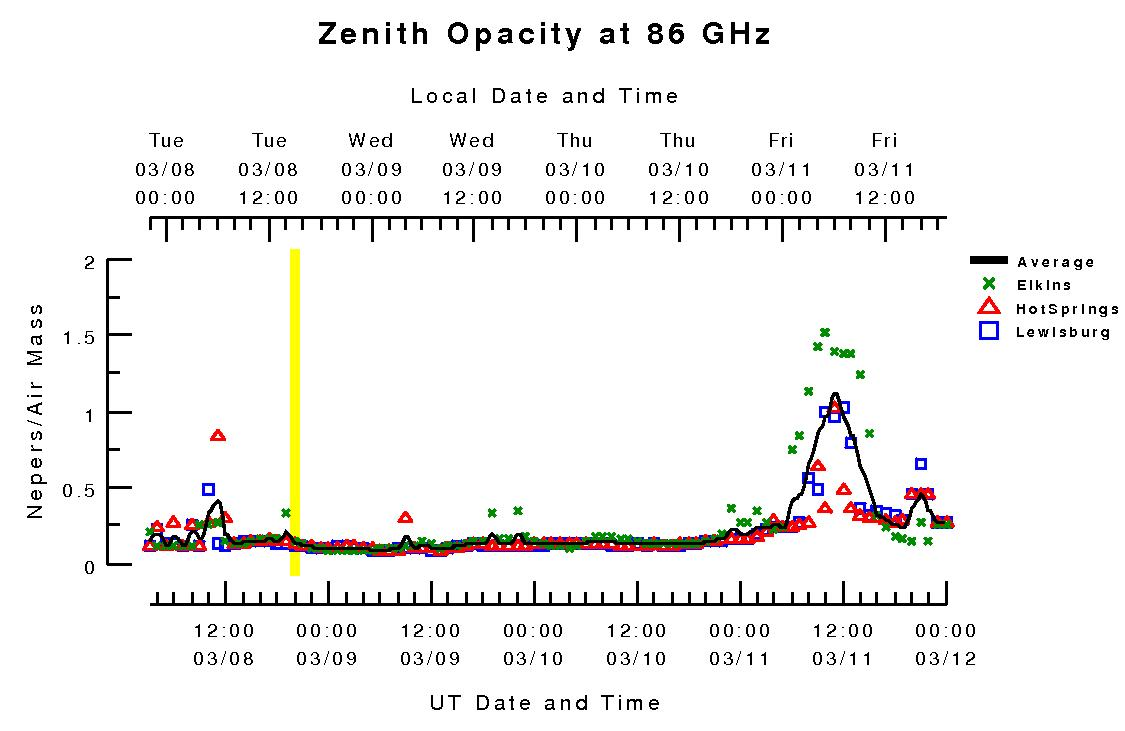 Zenith Opacity at 86 GHz
Local Date and Time
Tue Tue Wed Wed Thu Thu Fri Fri
03/08 03/08 03/09 03/09 03/10 03/10 03/11 03/11
00:00 12:00 00:00 12:00 00:00 12:00 00:00 12:00
Nepers/Air Mass
2
1.5
1
0.5
0
Average
Elkins
HotSprings
Lewisburg
12:00 00:00 12:00 00:00 12:00 00:00 12:00 00:00
03/08 03/09 03/09 03/10 03/10 03/11 03/11 03/12
UT Date and Time